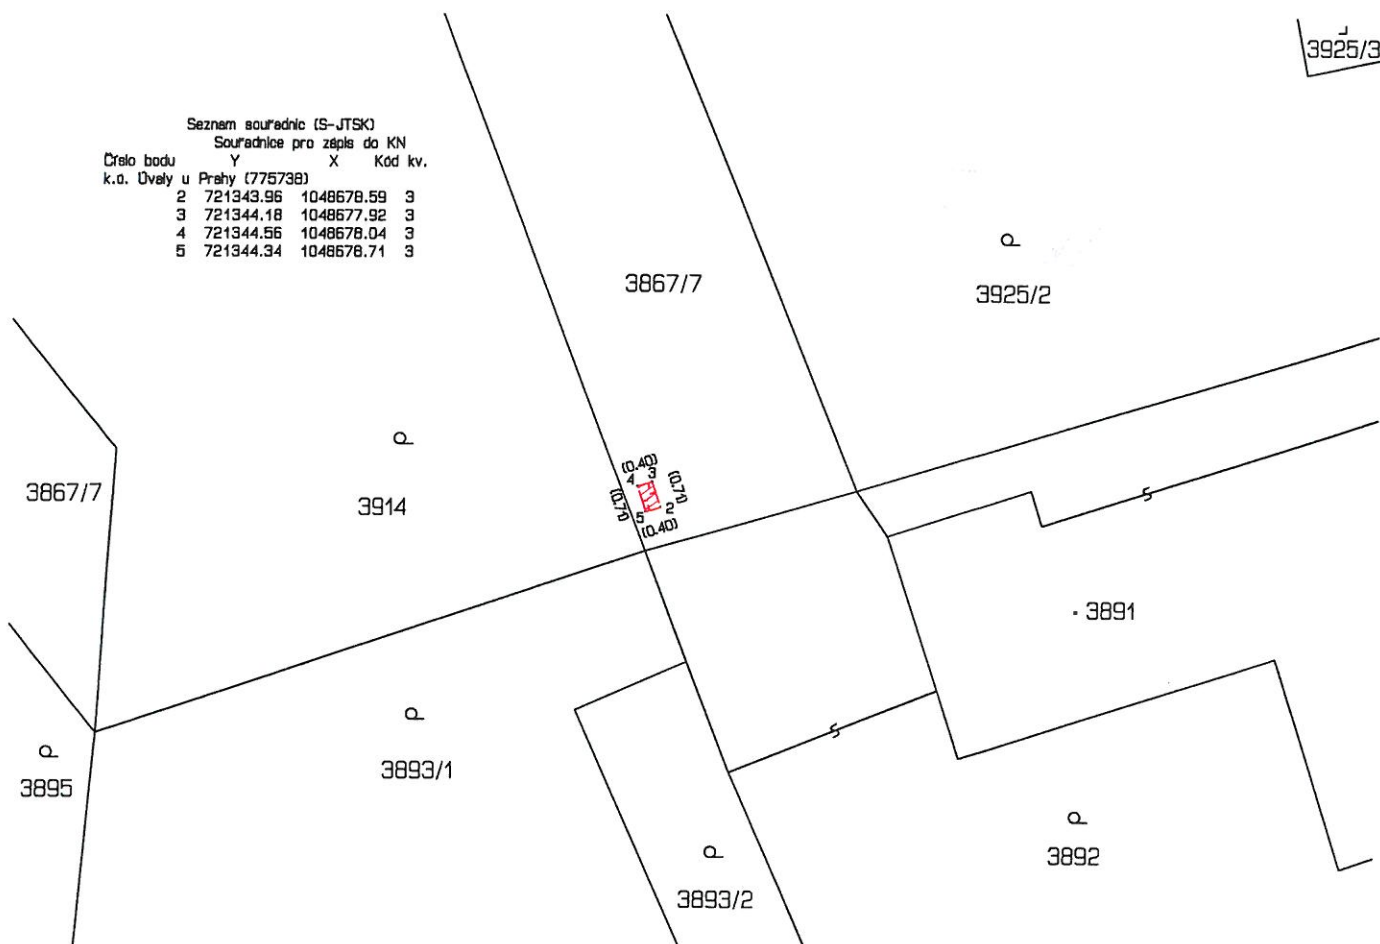 3925/3
Seznam souřadnic (S-JTSK)
Souřadnice pro zápis do KN
Číslo bodu Y X Kód kv.
k.o. Úvaly u Prahy (775738)
2 721343.96 1048678.59 3
3 721344.18 1048677.92 3
4 721344.56 1048678.04 3
5 721344.34 1048678.71 3
3867/7
3925/2
3867/7
3914
(0.40)
4 3
(0.71)
(0.71)
5 2
(0.40)
3891
3895
3893/1
3893/2
3892